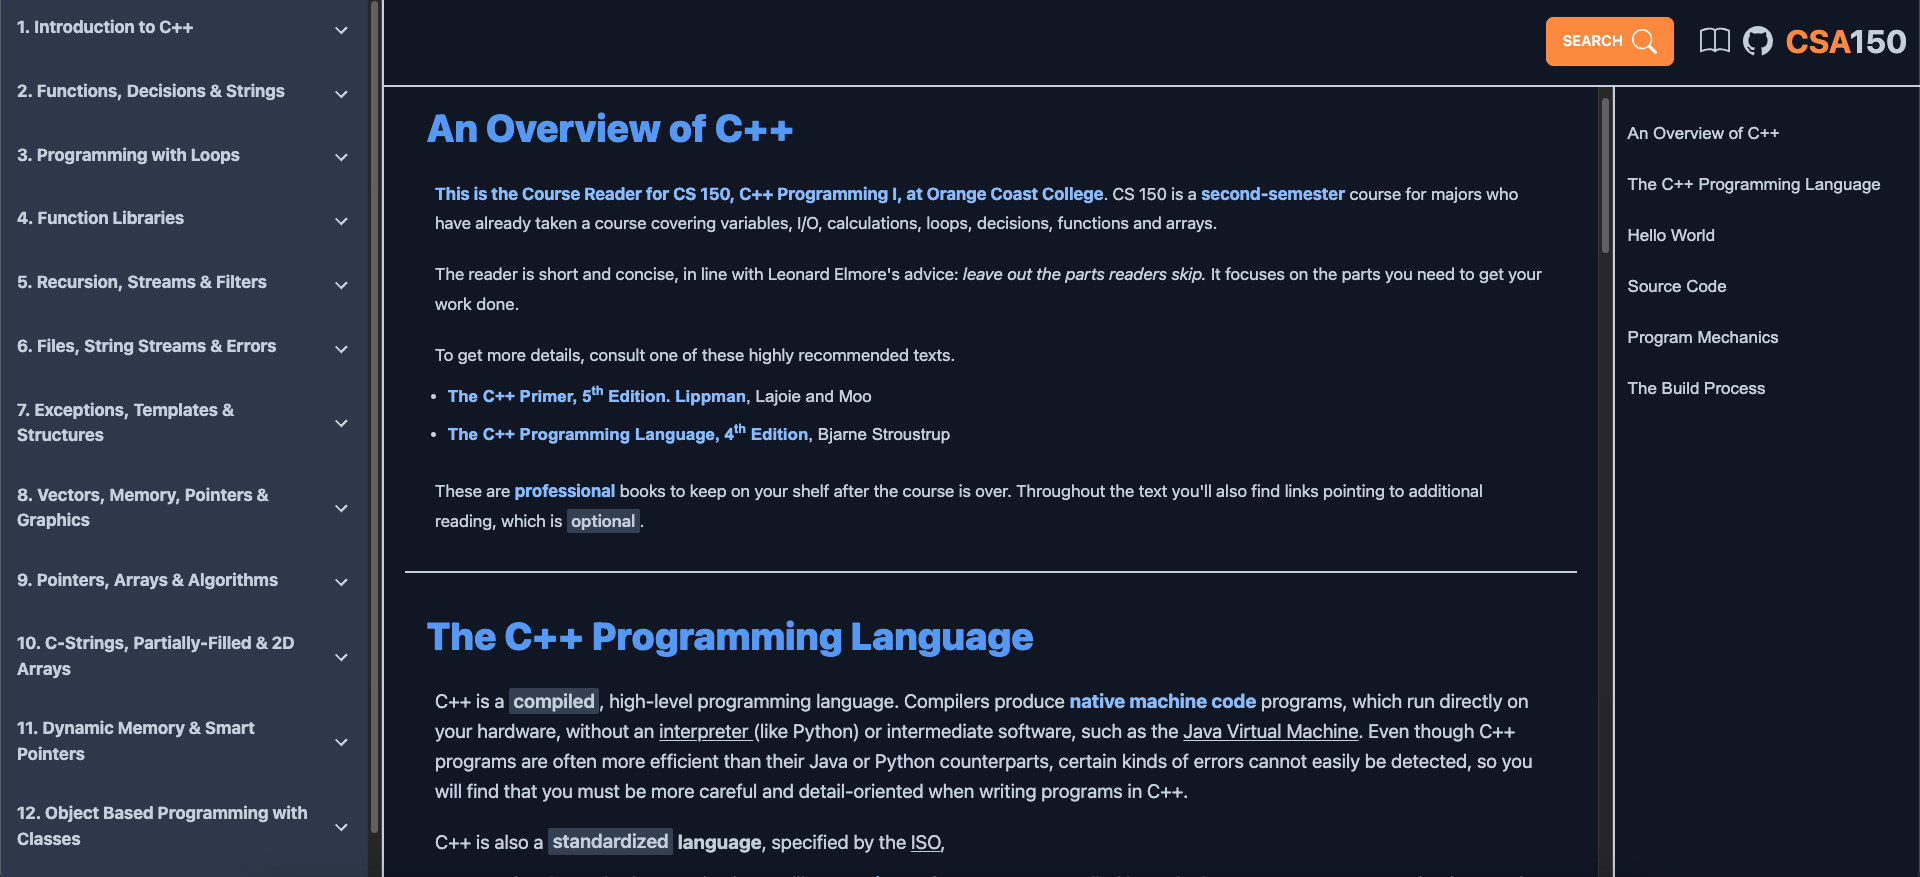 1. Introduction to C++
2. Functions, Decisions & Strings
3. Programming with Loops
4. Function Libraries
5. Recursion, Streams & Filters
6. Files, String Streams & Errors
7. Exceptions, Templates &
Structures
8. Vectors, Memory, Pointers &
Graphics
9. Pointers, Arrays & Algorithms
10. C-Strings, Partially-Filled & 2D
Arrays
11. Dynamic Memory & Smart
Pointers
12. Object Based Programming with
Classes
SEARCH
CSA150
An Overview of C++
This is the Course Reader for CS 150, C++ Programming I, at Orange Coast College. CS 150 is a second-semester course for majors who
have already taken a course covering variables, I/O, calculations, loops, decisions, functions and arrays.
The reader is short and concise, in line with Leonard Elmore's advice: leave out the parts readers skip. It focuses on the parts you need to get your
work done.
To get more details, consult one of these highly recommended texts.
• The C++ Primer, 5th Edition. Lippman, Lajoie and Moo
• The C++ Programming Language, 4th Edition, Bjarne Stroustrup
These are professional books to keep on your shelf after the course is over. Throughout the text you'll also find links pointing to additional
reading, which is optional.
The C++ Programming Language
C++ is a compiled, high-level programming language. Compilers produce native machine code programs, which run directly on
your hardware, without an interpreter (like Python) or intermediate software, such as the Java Virtual Machine. Even though C++
programs are often more efficient than their Java or Python counterparts, certain kinds of errors cannot easily be detected, so you
will find that you must be more careful and detail-oriented when writing programs in C++.
C++ is also a standardized language, specified by the ISO,
An Overview of C++
The C++ Programming Language
Hello World
Source Code
Program Mechanics
The Build Process